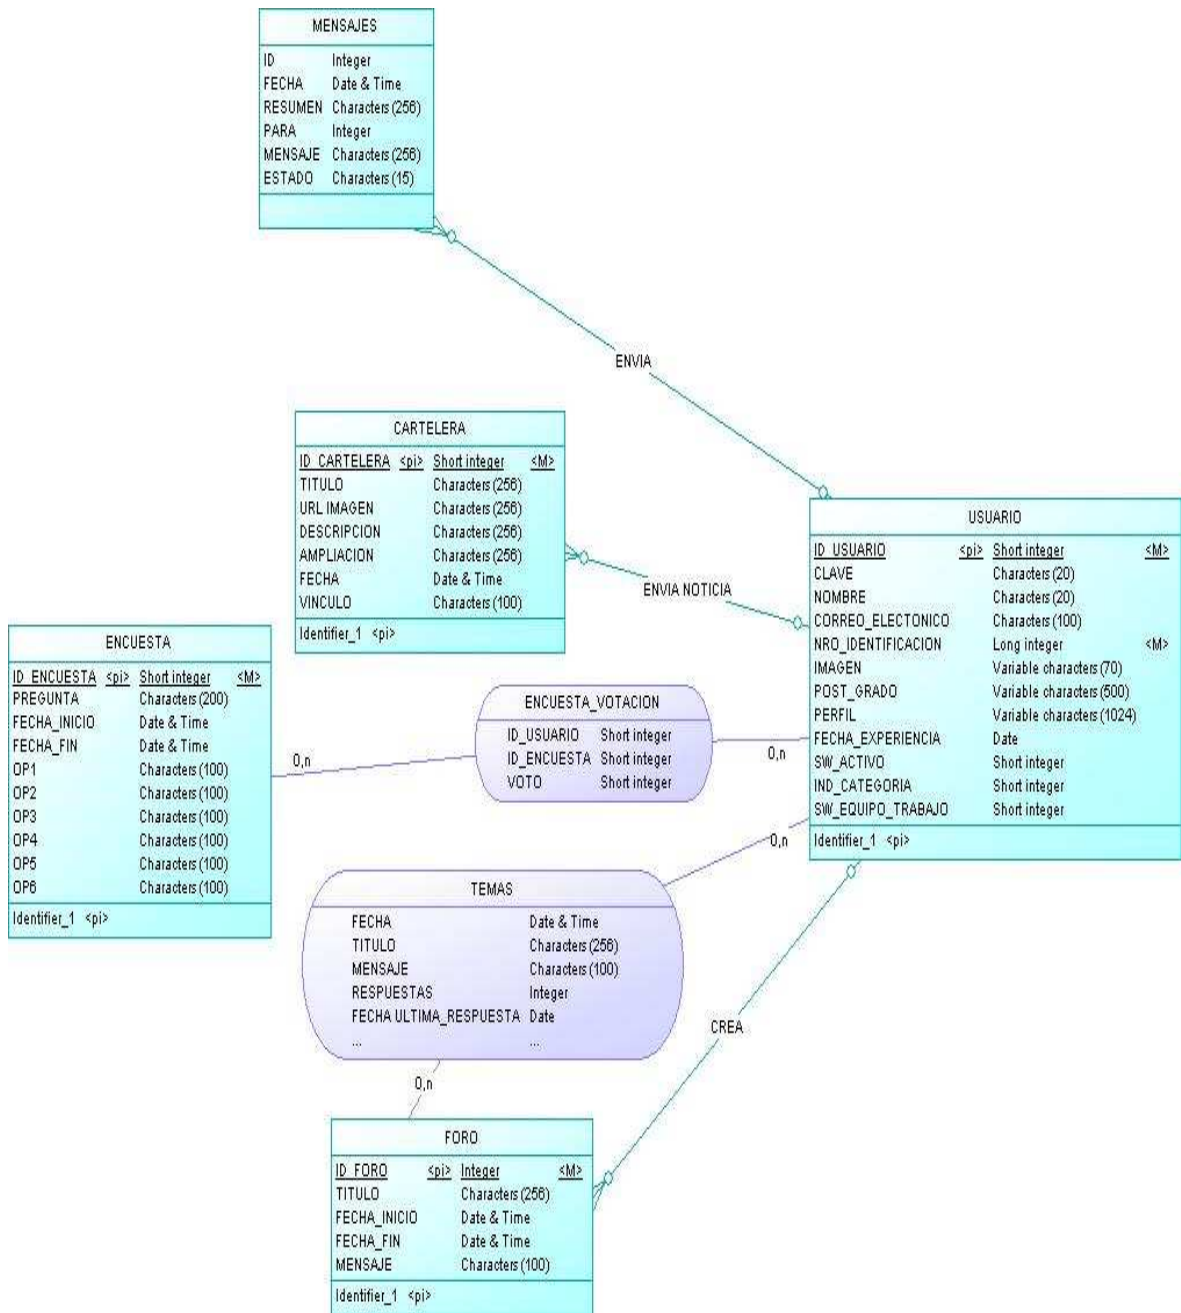 MENSAJES
ID Integer
FECHA Date & Time
RESUMEN Characters (256)
PARA Integer
MENSAJE Characters (256)
ESTADO Characters (15)
ENVIA
CARTELERA
ID_CARTELERA <pi> Short integer <M>
TITULO Characters (256)
URL IMAGEN Characters (256)
DESCRIPCION Characters (256)
AMPLIACION Characters (256)
FECHA Date & Time
VINCULO Characters (100)
Identifier_1 <pi>
ENVIA NOTICIA
USUARIO
ID_USUARIO <pi> Short integer <M>
CLAVE Characters (20)
NOMBRE Characters (20)
CORREO_ELECTONICO Characters (100)
NRO_IDENTIFICACION Long integer <M>
IMAGEN Variable characters (70)
POST_GRADO Variable characters (500)
PERFIL Variable characters (1024)
FECHA_EXPERIENCIA Date
SW_ACTIVO Short integer
IND_CATEGORIA Short integer
SW_EQUIPO_TRABAJO Short integer
Identifier_1 <pi>
ENCUESTA
ID_ENCUESTA <pi> Short integer <M>
PREGUNTA Characters (200)
FECHA_INICIO Date & Time
FECHA_FIN Date & Time
OP1 Characters (100)
OP2 Characters (100)
OP3 Characters (100)
OP4 Characters (100)
OP5 Characters (100)
OP6 Characters (100)
Identifier_1 <pi>
0,n
ENCUESTA_VOTACION
ID_USUARIO Short integer
ID_ENCUESTA Short integer
VOTO Short integer
0,n
0,n
TEMAS
FECHA Date & Time
TITULO Characters (256)
MENSAJE Characters (100)
RESPUESTAS Integer
FECHA ULTIMA_RESPUESTA Date
... ...
0,n
CREA
FORO
ID_FORO <pi> Integer <M>
TITULO Characters (256)
FECHA_INICIO Date & Time
FECHA_FIN Date & Time
MENSAJE Characters (100)
Identifier_1 <pi>